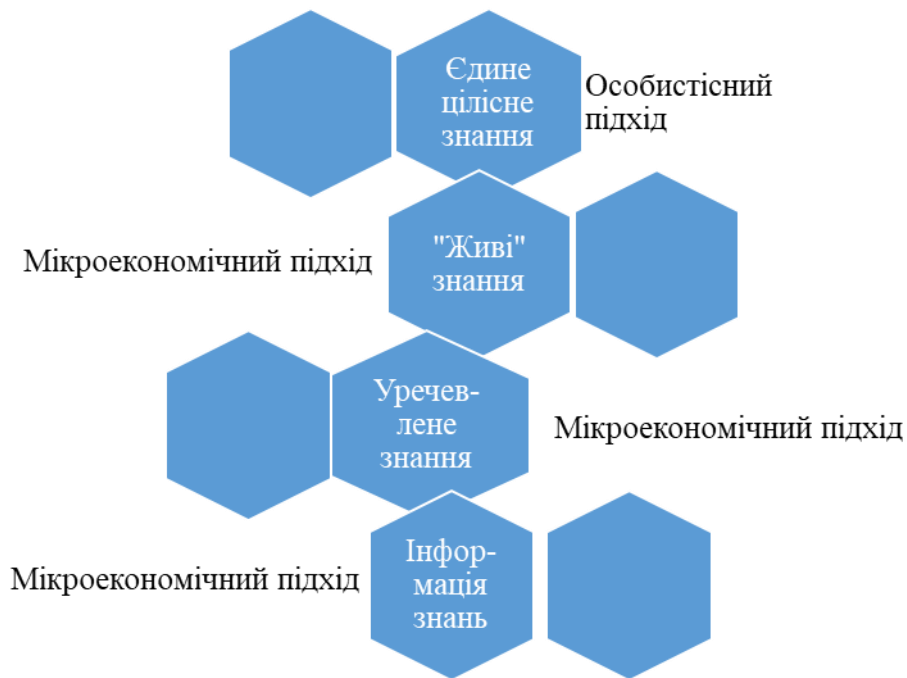 Єдине
цілісне
знання
Особистісний
підхід
Мікроекономічний підхід
"Живі"
знання
Уречев-
лене
знання
Мікроекономічний підхід
Мікроекономічний підхід
Інфор-
мація
знань